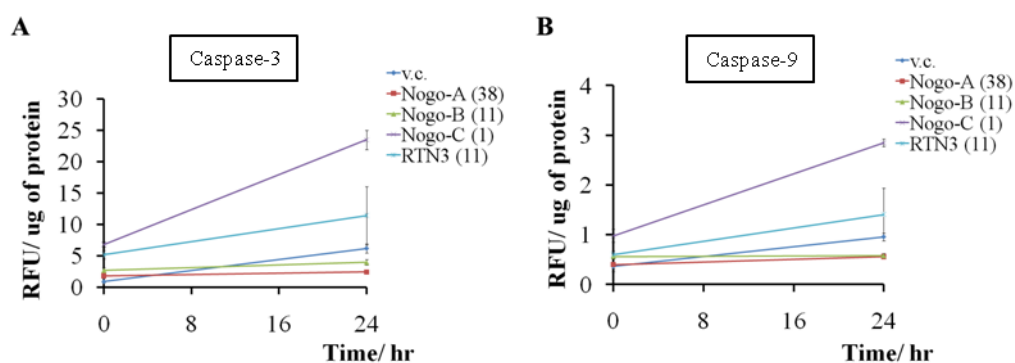 A
Caspase-3
v.c.
Nogo-A (38)
Nogo-B (11)
Nogo-C (1)
RTN3 (11)
RFU/ ug of protein
30
25
20
15
10
5
0
0 8 16 24
Time/ hr
B
Caspase-9
v.c.
Nogo-A (38)
Nogo-B (11)
Nogo-C (1)
RTN3 (11)
RFU/ ug of protein
4
3
2
1
0
0 8 16 24
Time/ hr